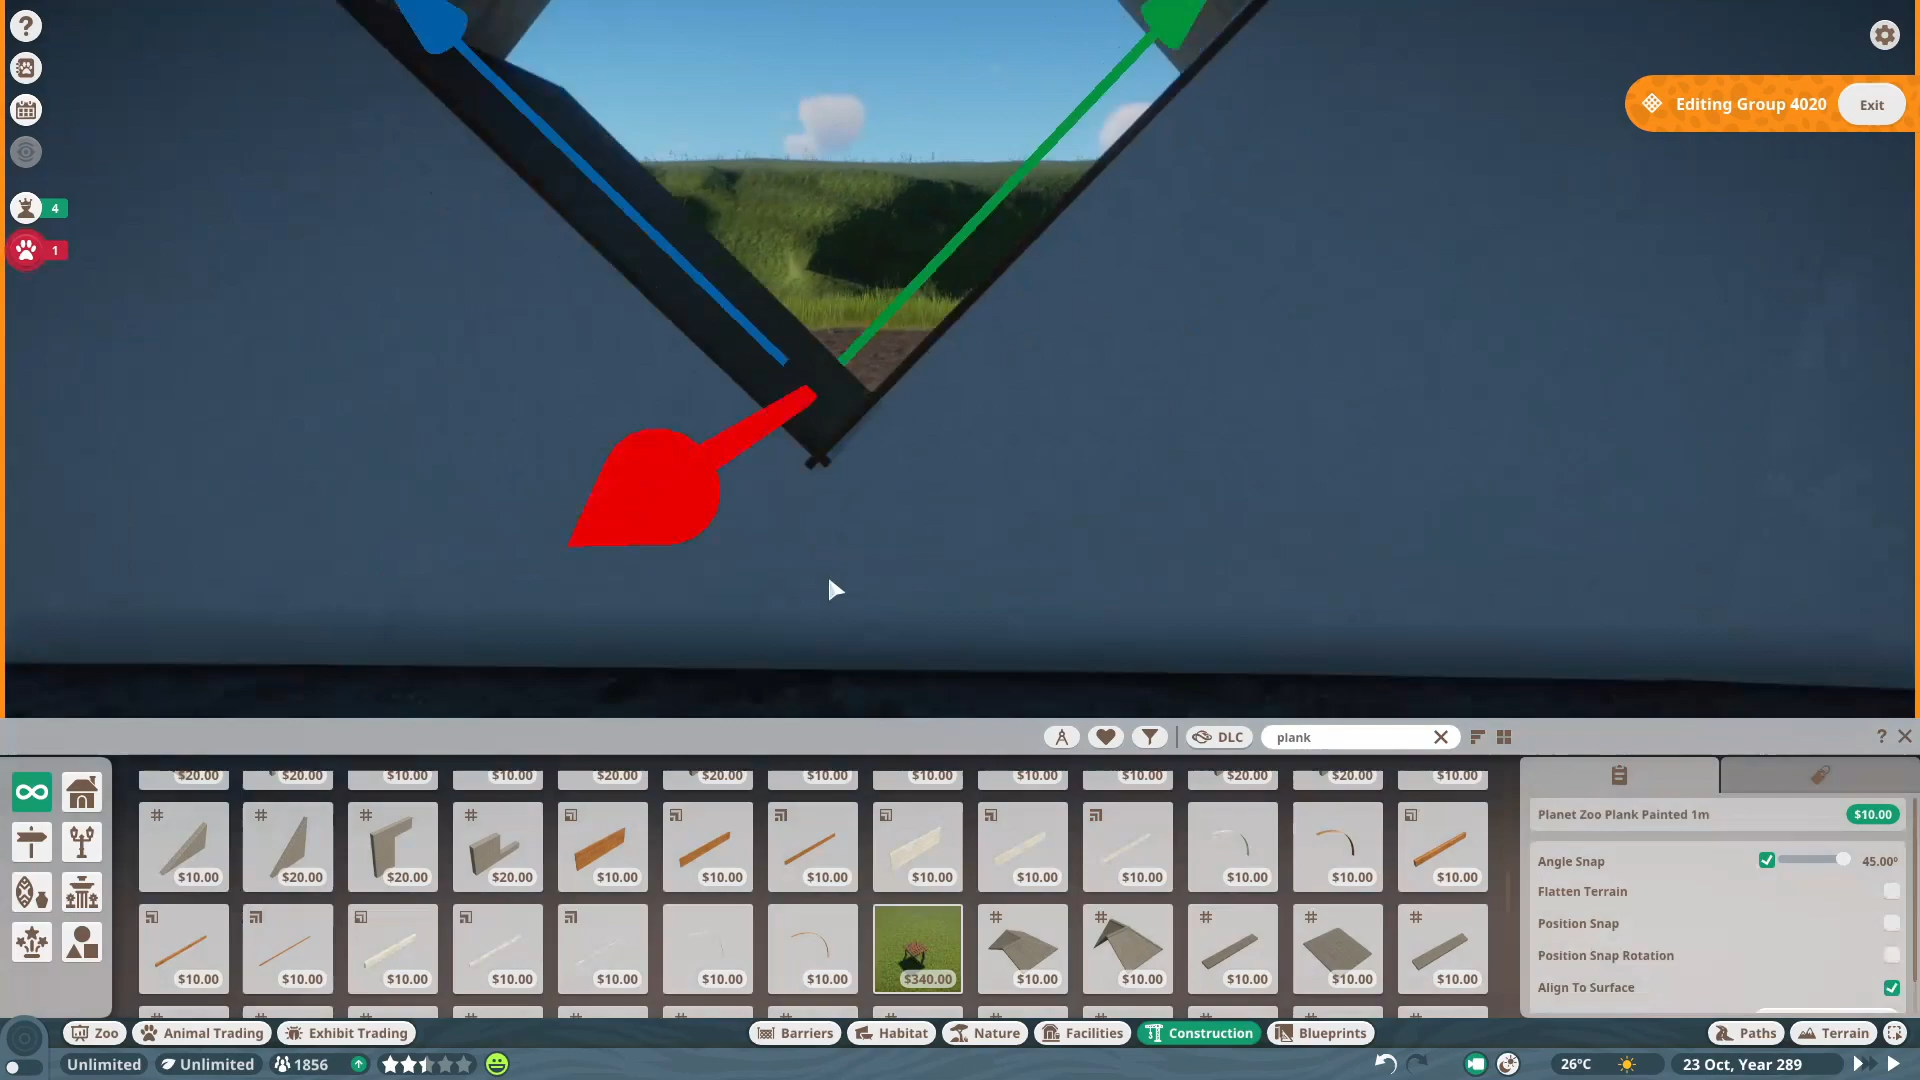 Editing Group 4020 Exit
4
1
DLC plank
$20.00 $20.00 $10.00 $10.00 $20.00 $20.00 $10.00 $10.00 $10.00 $10.00 $20.00 $20.00 $10.00
$10.00 $20.00 $20.00 $20.00 $10.00 $10.00 $10.00 $10.00 $10.00 $10.00 $10.00 $10.00 $10.00
$10.00 $10.00 $10.00 $10.00 $10.00 $10.00 $10.00 $340.00 $10.00 $10.00 $10.00 $10.00 $10.00
Planet Zoo Plank Painted 1m $10.00
Angle Snap 45.00°
Flatten Terrain
Position Snap
Position Snap Rotation
Align To Surface
Zoo Animal Trading Exhibit Trading Barriers Habitat Nature Facilities Construction Blueprints Paths Terrain
Unlimited Unlimited 1856 26°C 23 Oct, Year 289